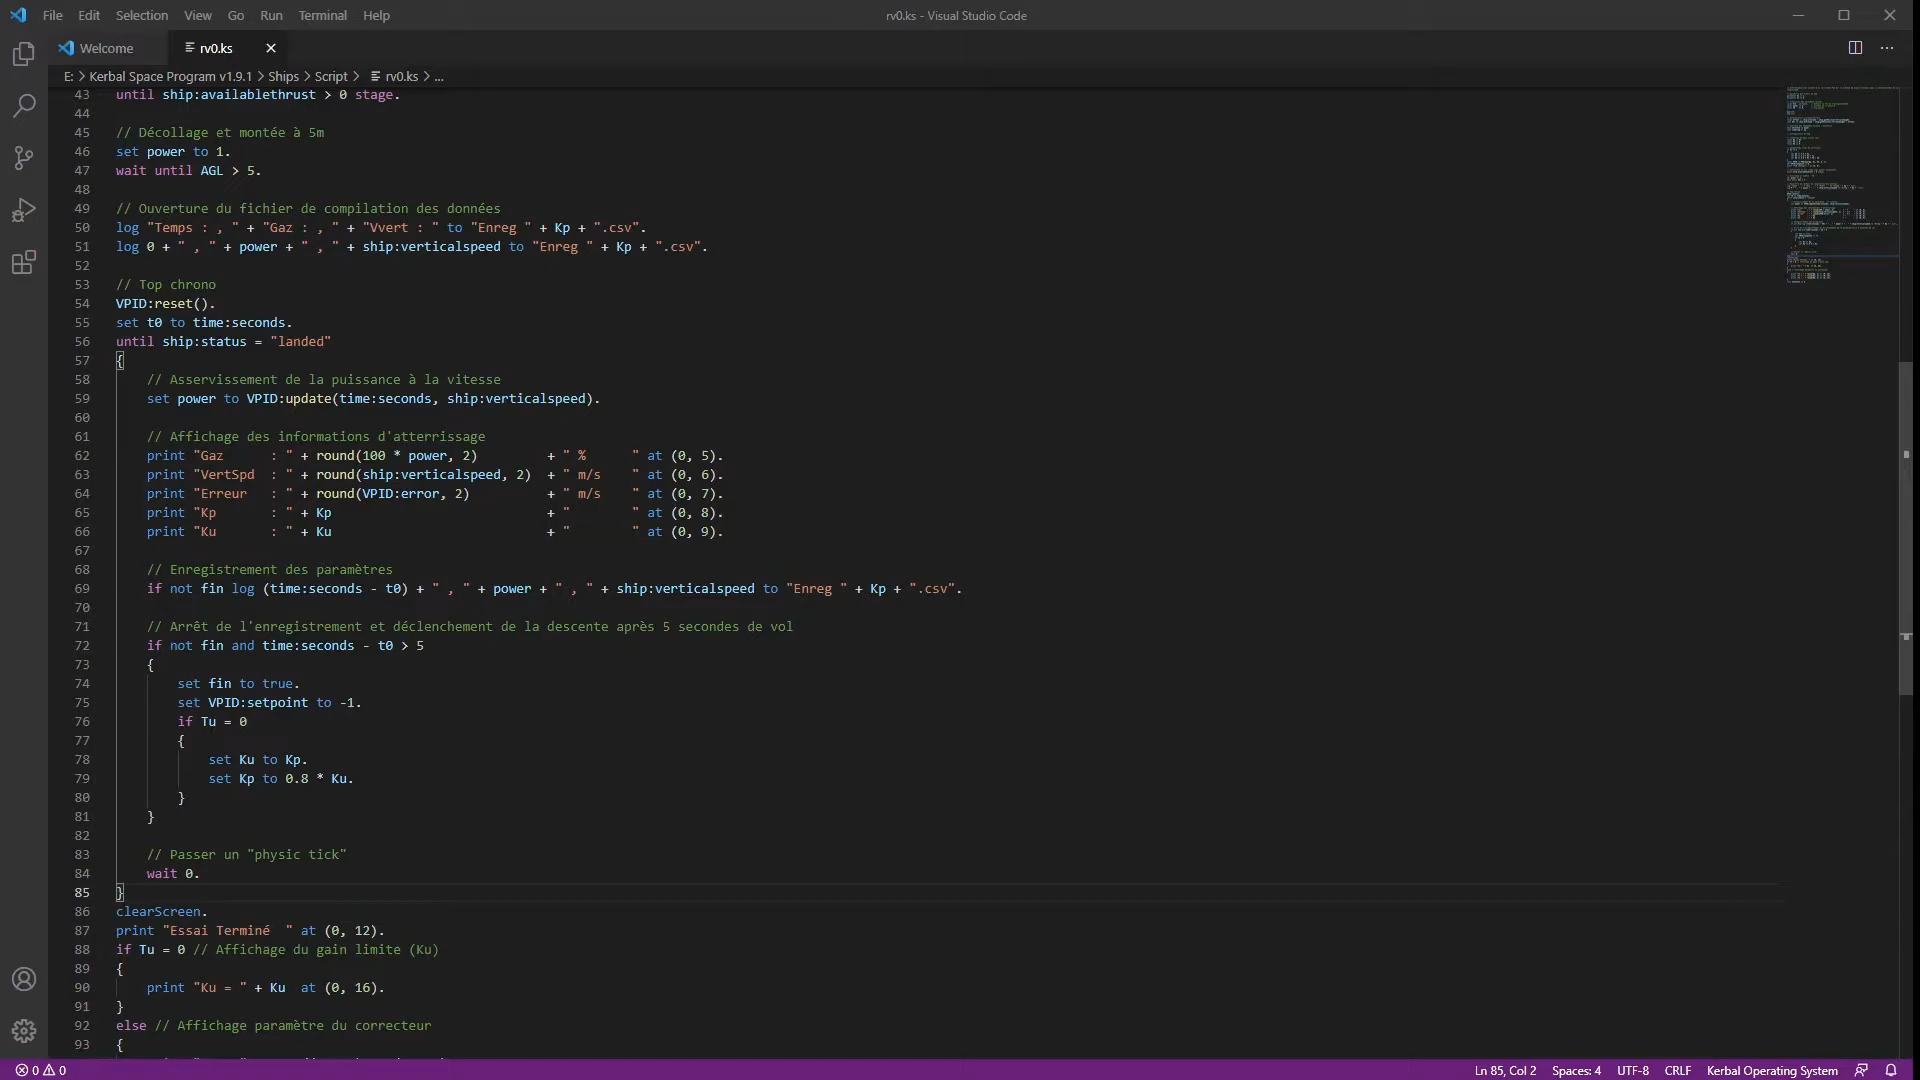 File Edit Selection View Go Run Terminal Help
rv0.ks - Visual Studio Code
Welcome
rv0.ks
E: > Kerbal Space Program v1.9.1 > Ships > Script > rv0.ks > ...
43 until ship:availablethrust > 0 stage.
44
45 // Décollage et montée à 5m
46 set power to 1.
47 wait until AGL > 5.
48
49 // Ouverture du fichier de compilation des données
50 log "Temps : , " + "Gaz : , " + "Vvert : " to "Enreg " + Kp + ".csv".
51 log 0 + " , " + power + " , " + ship:verticalspeed to "Enreg " + Kp + ".csv".
52
53 // Top chrono
54 VPID:reset().
55 set t0 to time:seconds.
56 until ship:status = "landed"
57 {
58 // Asservissement de la puissance à la vitesse
59 set power to VPID:update(time:seconds, ship:verticalspeed).
60
61 // Affichage des informations d'atterrissage
62 print "Gaz : " + round(100 * power, 2) + " % " at (0, 5).
63 print "VertSpd : " + round(ship:verticalspeed, 2) + " m/s " at (0, 6).
64 print "Erreur : " + round(VPID:error, 2) + " m/s " at (0, 7).
65 print "Kp : " + Kp + " " at (0, 8).
66 print "Ku : " + Ku + " " at (0, 9).
67
68 // Enregistrement des paramètres
69 if not fin log (time:seconds - t0) + " , " + power + " , " + ship:verticalspeed to "Enreg " + Kp + ".csv".
70
71 // Arrêt de l'enregistrement et déclenchement de la descente après 5 secondes de vol
72 if not fin and time:seconds - t0 > 5
73 {
74 set fin to true.
75 set VPID:setpoint to -1.
76 if Tu = 0
77 {
78 set Ku to Kp.
79 set Kp to 0.8 * Ku.
80 }
81 }
82
83 // Passer un "physic tick"
84 wait 0.
85 }
86 clearScreen.
87 print "Essai Terminé " at (0, 12).
88 if Tu = 0 // Affichage du gain limite (Ku)
89 {
90 print "Ku = " + Ku at (0, 16).
91 }
92 else // Affichage paramètre du correcteur
93 {
0 0
Ln 85, Col 2 Spaces: 4 UTF-8 CRLF Kerbal Operating System